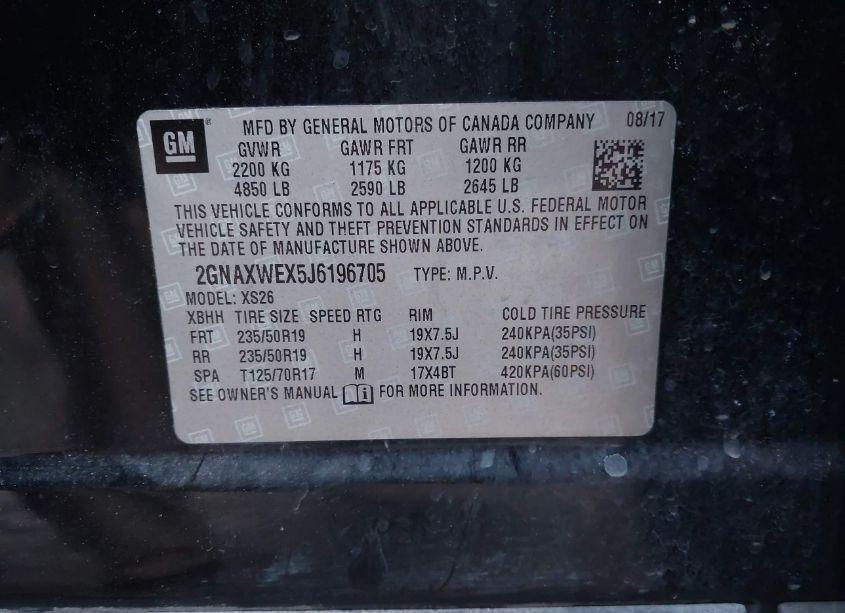 GM ® MFD BY GENERAL MOTORS OF CANADA COMPANY 08/17
GVWR GAWR FRT GAWR RR
2200 KG 1175 KG 1200 KG
4850 LB 2590 LB 2645 LB
THIS VEHICLE CONFORMS TO ALL APPLICABLE U.S. FEDERAL MOTOR
VEHICLE SAFETY AND THEFT PREVENTION STANDARDS IN EFFECT ON
THE DATE OF MANUFACTURE SHOWN ABOVE.
2GNAXWEX5J6196705 TYPE: M.P.V.
MODEL: XS26
XBHH TIRE SIZE SPEED RTG RIM COLD TIRE PRESSURE
FRT 235/50R19 H 19X7.5J 240KPA(35PSI)
RR 235/50R19 H 19X7.5J 240KPA(35PSI)
SPA T125/70R17 M 17X4BT 420KPA(60PSI)
SEE OWNER'S MANUAL FOR MORE INFORMATION.